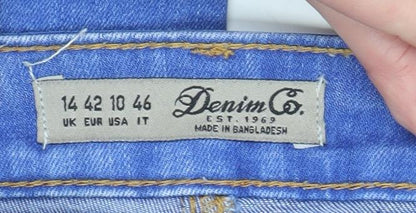 14 42 10 46
UK EUR USA IT
Denim Co.
EST. 1969
MADE IN BANGLADESH